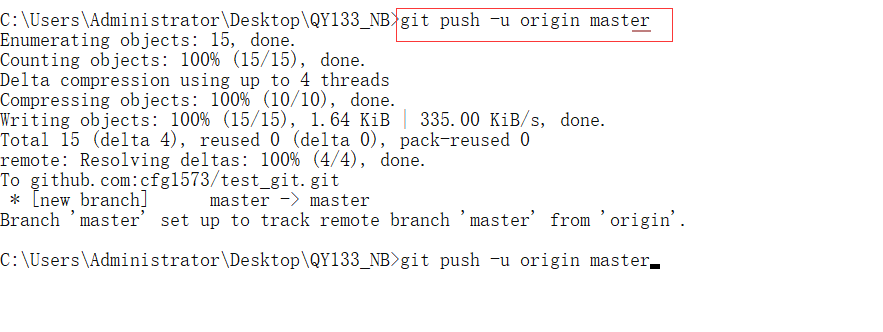 C:\Users\Administrator\Desktop\QY133_NB>git push -u origin master
Enumerating objects: 15, done.
Counting objects: 100% (15/15), done.
Delta compression using up to 4 threads
Compressing objects: 100% (10/10), done.
Writing objects: 100% (15/15), 1.64 KiB | 335.00 KiB/s, done.
Total 15 (delta 4), reused 0 (delta 0), pack-reused 0
remote: Resolving deltas: 100% (4/4), done.
To github.com:cfg1573/test_git.git
 * [new branch]      master -> master
Branch 'master' set up to track remote branch 'master' from 'origin'.
C:\Users\Administrator\Desktop\QY133_NB>git push -u origin master